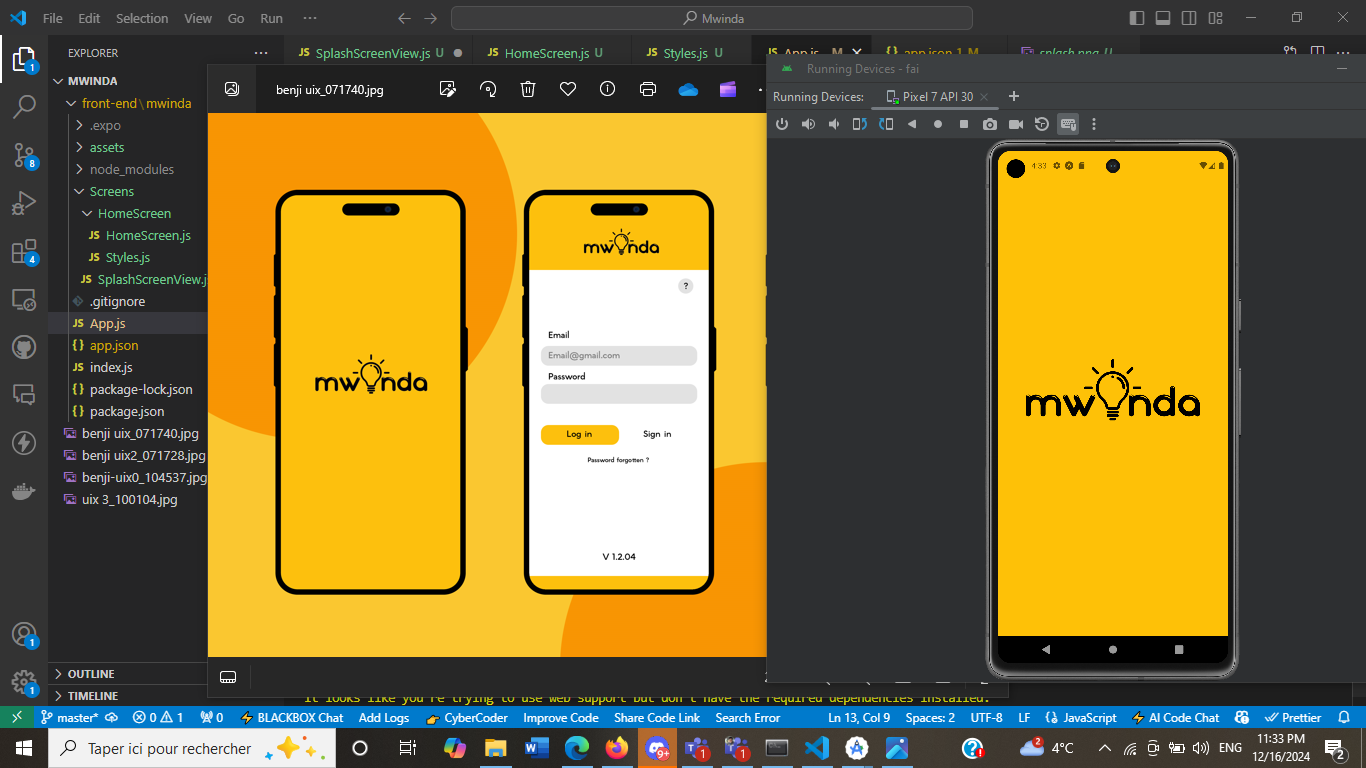 File Edit Selection View Go Run ··· Mwinda
EXPLORER ···
SplashScreenView.js U
HomeScreen.js U
Styles.js U
App.js M
app.json 1, M
splash.png U
MWINDA
front-end\mwinda
.expo
assets
node_modules
Screens
HomeScreen
JS HomeScreen.js
JS Styles.js
JS SplashScreenView.j
.gitignore
JS App.js
{} app.json
JS index.js
{} package-lock.json
{} package.json
benji uix_071740.jpg
benji uix2_071728.jpg
benji-uix0_104537.jpg
uix 3_100104.jpg
OUTLINE
TIMELINE
benji uix_071740.jpg
mwinda
mwinda
?
Email
Email@gmail.com
Password
Log in Sign in
Password forgotten ?
V 1.2.04
Running Devices - fai
Running Devices: Pixel 7 API 30
4:33
mwinda
It looks like you're trying to use web support but don't have the required dependencies installed.
master* 0 1 0 BLACKBOX Chat Add Logs CyberCoder Improve Code Share Code Link Search Error Ln 13, Col 9 Spaces: 2 UTF-8 LF {} JavaScript AI Code Chat Prettier
Taper ici pour rechercher
4°C
ENG
11:33 PM
12/16/2024